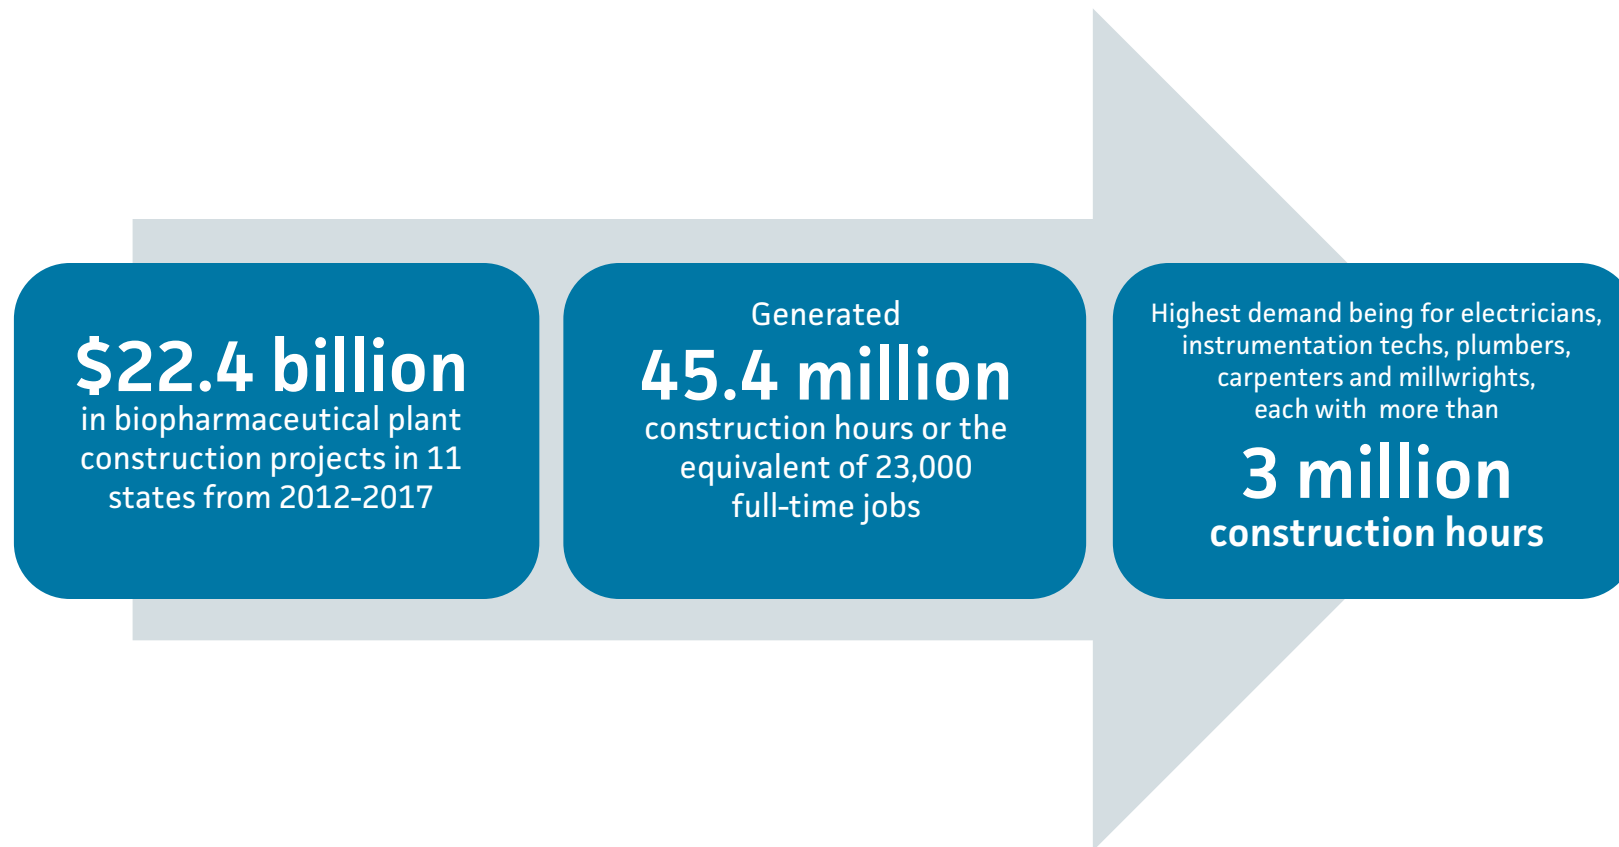 $22.4 billion
in biopharmaceutical plant
construction projects in 11
states from 2012-2017
Generated
45.4 million
construction hours or the
equivalent of 23,000
full-time jobs
Highest demand being for electricians,
instrumentation techs, plumbers,
carpenters and millwrights,
each with  more than
3 million
construction hours